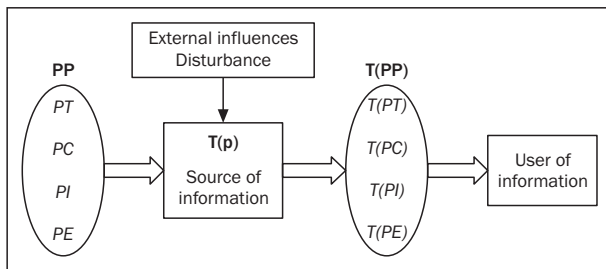 External influences
Disturbance
PP
PT
PC
PI
PE
T(p)
Source of
information
T(PP)
T(PT)
T(PC)
T(PI)
T(PE)
User of
information